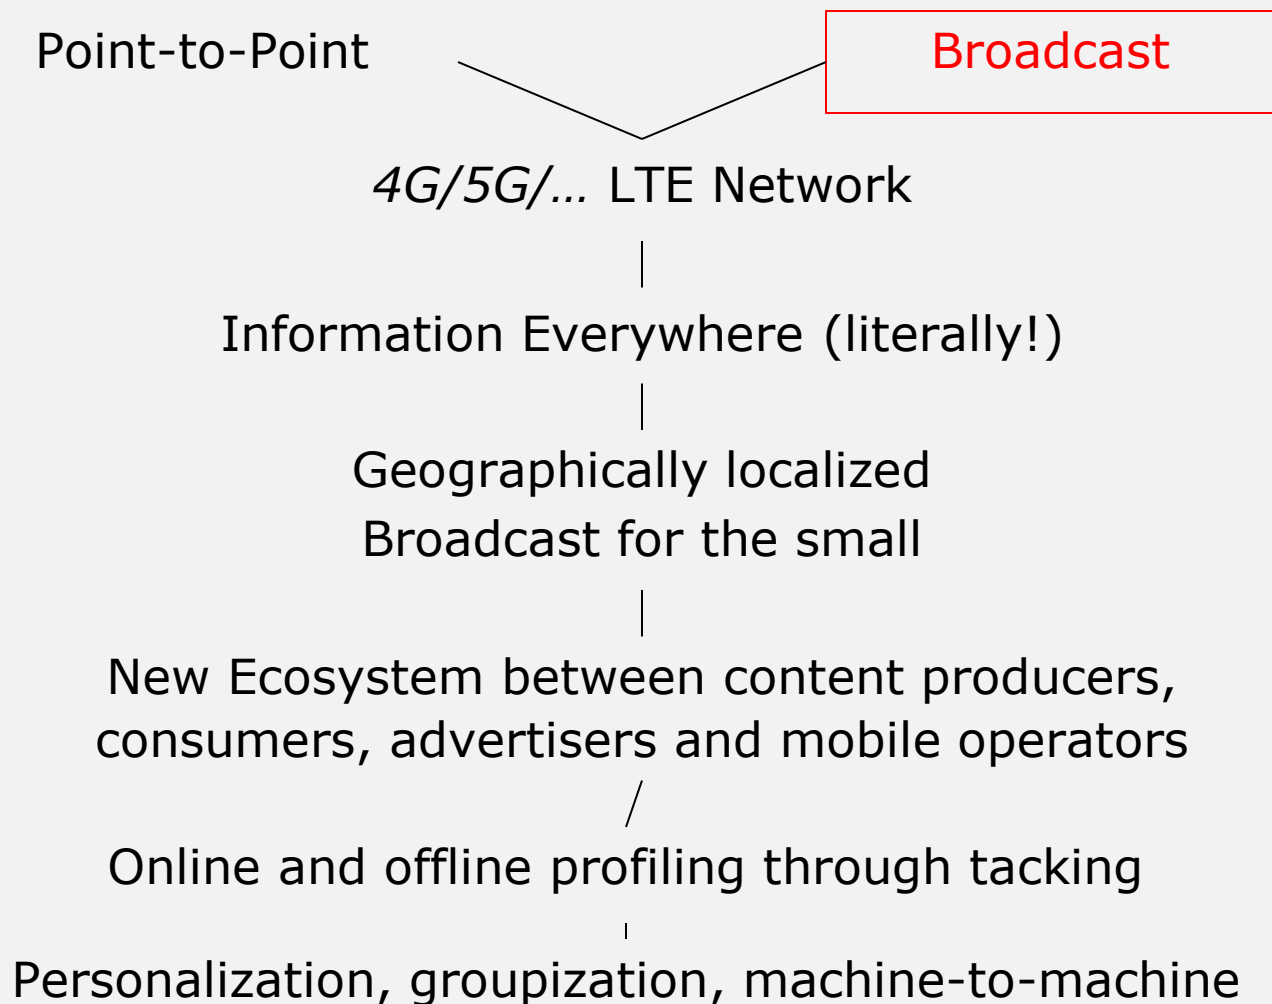 Point-to-Point
Broadcast
4G/5G/… LTE Network
Information Everywhere (literally!)
Geographically localized
Broadcast for the small
New Ecosystem between content producers,
consumers, advertisers and mobile operators
Online and offline profiling through tacking
Personalization, groupization, machine-to-machine